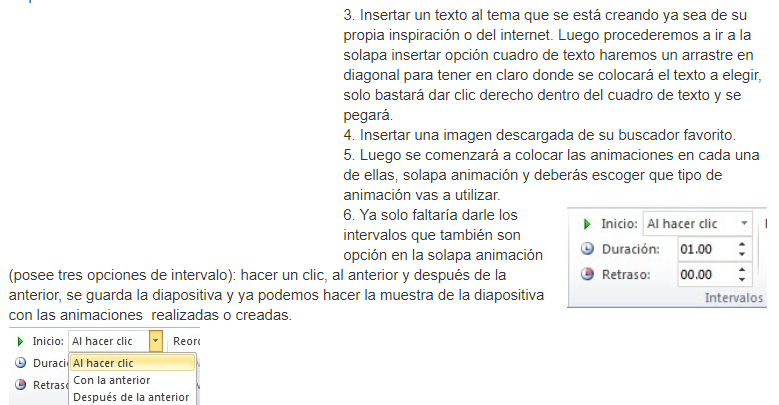 3. Insertar un texto al tema que se está creando ya sea de su
propia inspiración o del internet. Luego procederemos a ir a la
solapa insertar opción cuadro de texto haremos un arrastre en
diagonal para tener en claro donde se colocará el texto a elegir,
solo bastará dar clic derecho dentro del cuadro de texto y se
pegará.
4. Insertar una imagen descargada de su buscador favorito.
5. Luego se comenzará a colocar las animaciones en cada una
de ellas, solapa animación y deberás escoger que tipo de
animación vas a utilizar.
6. Ya solo faltaría darle los
intervalos que también son
opción en la solapa animación
(posee tres opciones de intervalo): hacer un clic, al anterior y después de la
anterior, se guarda la diapositiva y ya podemos hacer la muestra de la diapositiva
con las animaciones realizadas o creadas.
Inicio: Al hacer clic
Duración: 01.00
Retraso: 00.00
Intervalos
Inicio: Al hacer clic Reor
Duraci
Al hacer clic
Con la anterior
Retras
Después de la anterior